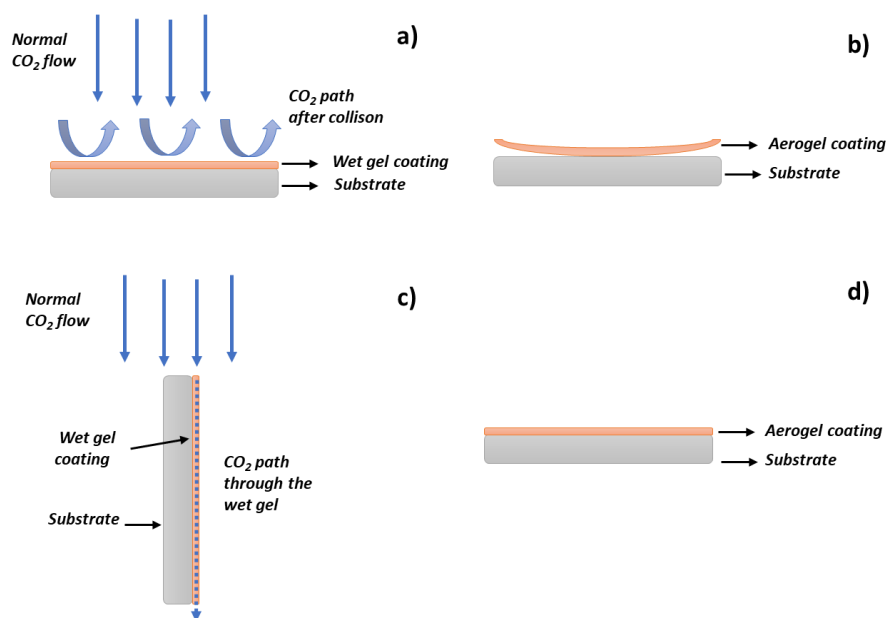 a)
Normal
CO₂ flow
CO₂ path
after collison
Wet gel coating
Substrate
b)
Aerogel coating
Substrate
c)
Normal
CO₂ flow
Wet gel
coating
CO₂ path
through the
wet gel
Substrate
d)
Aerogel coating
Substrate